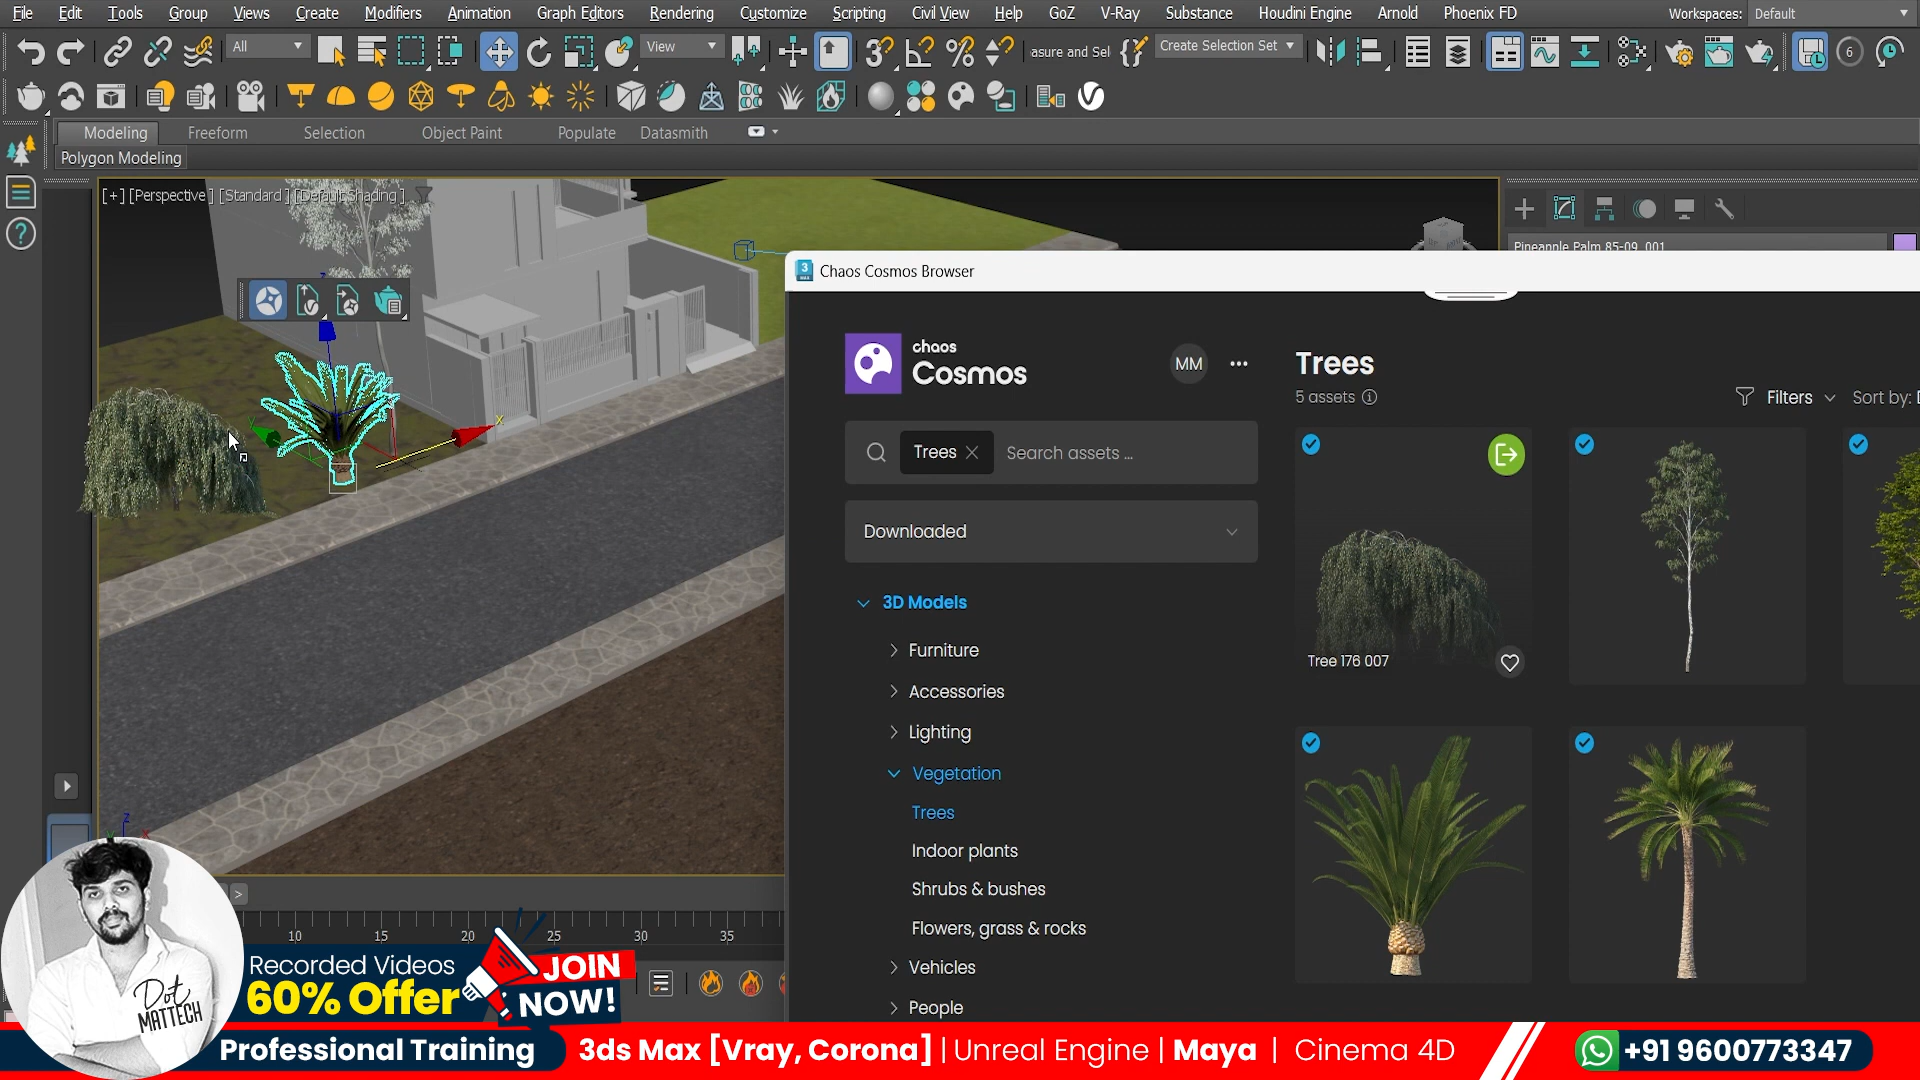 File Edit Tools Group Views Create Modifiers Animation Graph Editors Rendering Customize Scripting Civil View Help GoZ V-Ray Substance Houdini Engine Arnold Phoenix FD Workspaces: Default
All View asure and Sel Create Selection Set 6
Modeling Freeform Selection Object Paint Populate Datasmith
Polygon Modeling
[+] [Perspective ] [Standard ] [Default Shading ]
Pineapple Palm 85-09_001
3 MAX Chaos Cosmos Browser
chaos
Cosmos
MM
Trees
5 assets
Filters Sort by:
Trees Search assets ...
Downloaded
3D Models
Furniture
Tree 176 007
Accessories
Lighting
Vegetation
Trees
Indoor plants
Shrubs & bushes
Flowers, grass & rocks
Vehicles
People
z
x
10 15 20 25 30 35
Dot
MATTECH
Recorded Videos
60% Offer
JOIN
NOW!
Professional Training 3ds Max [Vray, Corona] | Unreal Engine | Maya | Cinema 4D +91 9600773347